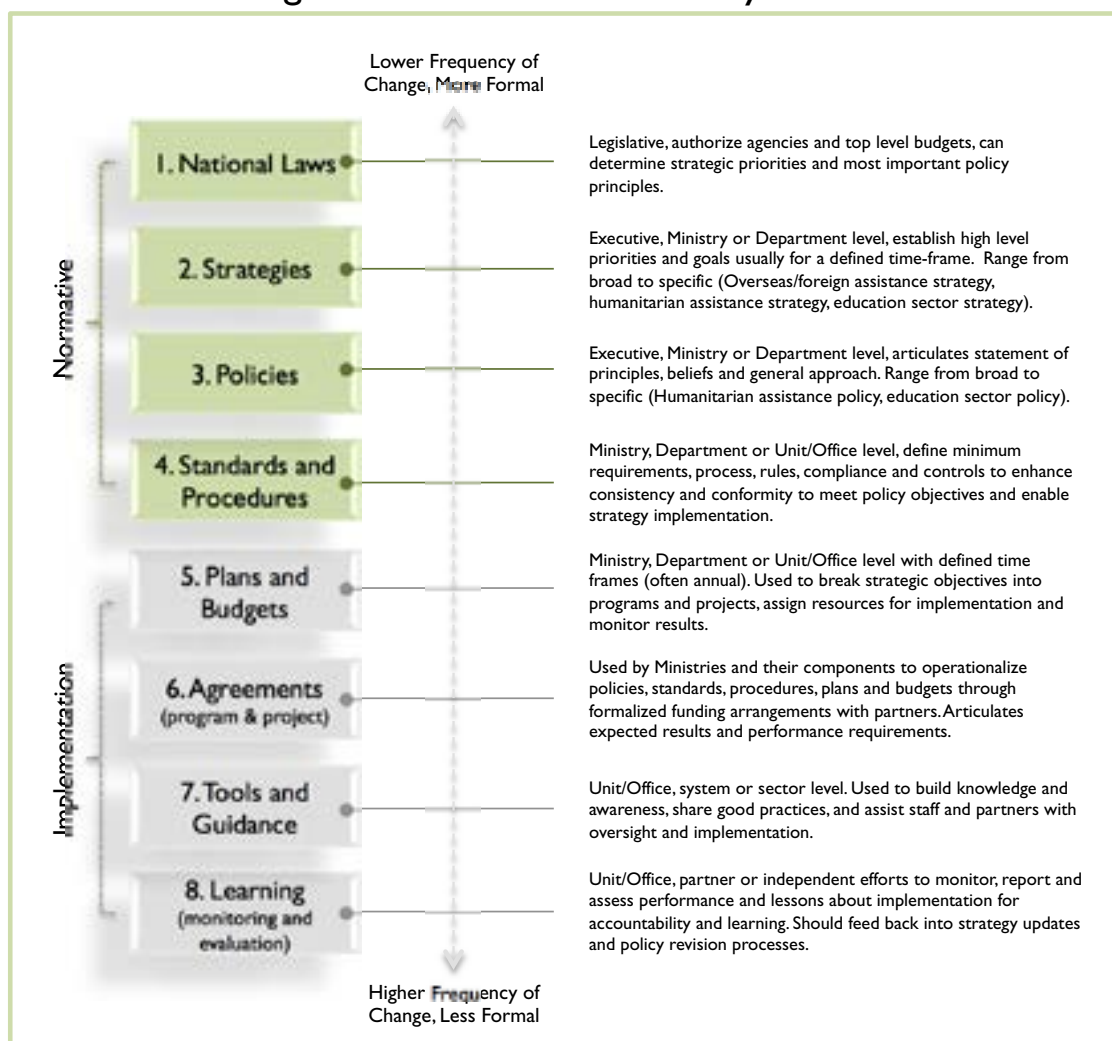 Lower Frequency of
Change, More Formal
Normative
1. National Laws
Legislative, authorize agencies and top level budgets, can
determine strategic priorities and most important policy
principles.
2. Strategies
Executive, Ministry or Department level, establish high level
priorities and goals usually for a defined time-frame. Range from
broad to specific (Overseas/foreign assistance strategy,
humanitarian assistance strategy, education sector strategy).
3. Policies
Executive, Ministry or Department level, articulates statement of
principles, beliefs and general approach. Range from broad to
specific (Humanitarian assistance policy, education sector policy).
4. Standards and
Procedures
Ministry, Department or Unit/Office level, define minimum
requirements, process, rules, compliance and controls to enhance
consistency and conformity to meet policy objectives and enable
strategy implementation.
Implementation
5. Plans and
Budgets
Ministry, Department or Unit/Office level with defined time
frames (often annual). Used to break strategic objectives into
programs and projects, assign resources for implementation and
monitor results.
6. Agreements
(program & project)
Used by Ministries and their components to operationalize
policies, standards, procedures, plans and budgets through
formalized funding arrangements with partners. Articulates
expected results and performance requirements.
7. Tools and
Guidance
Unit/Office, system or sector level. Used to build knowledge and
awareness, share good practices, and assist staff and partners with
oversight and implementation.
8. Learning
(monitoring and
evaluation)
Unit/Office, partner or independent efforts to monitor, report and
assess performance and lessons about implementation for
accountability and learning. Should feed back into strategy updates
and policy revision processes.
Higher Frequency of
Change, Less Formal